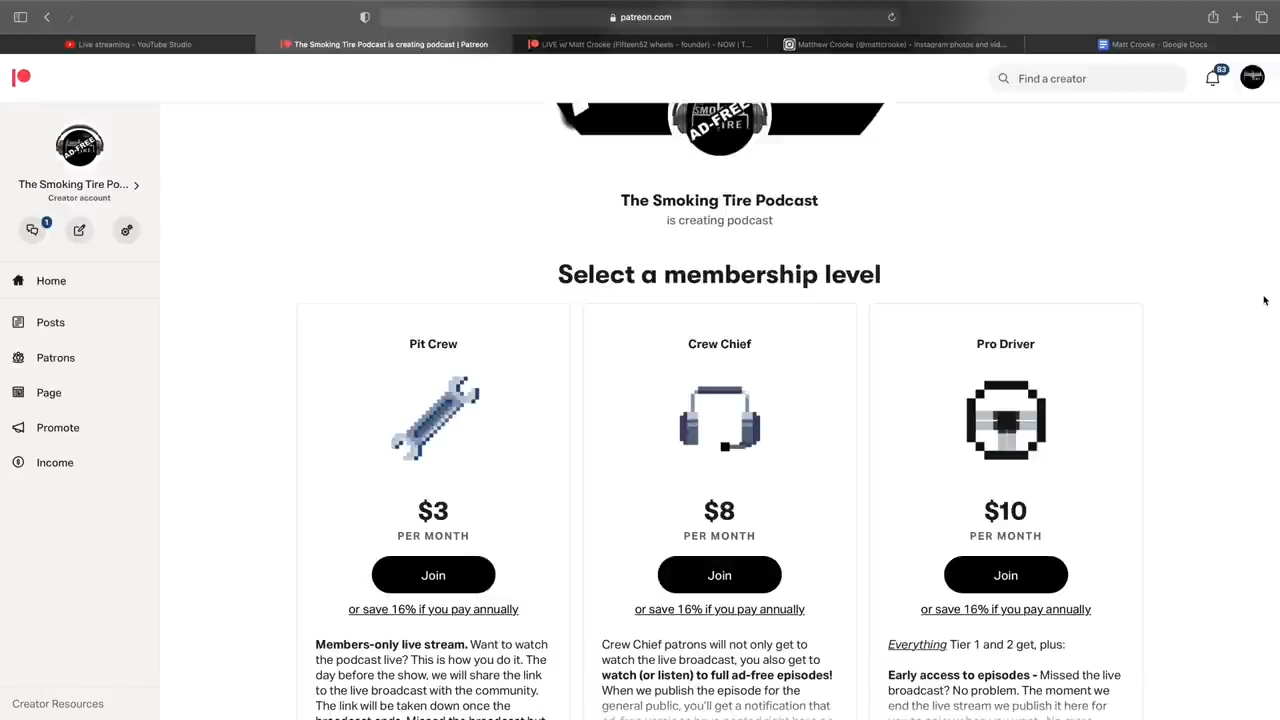 patreon.com
Live streaming - YouTube Studio
The Smoking Tire Podcast is creating podcast | Patreon
LIVE w/ Matt Crooke (Fifteen52 wheels - founder) - NOW | T...
Matthew Crooke (@mattcrooke) • Instagram photos and vid...
Matt Crooke - Google Docs
Find a creator
83
SMO
AD-FREE
IRE
AD-FREE
The Smoking Tire Po...
Creator account
1
Home
Posts
Patrons
Page
Promote
Income
Creator Resources
The Smoking Tire Podcast
is creating podcast
Select a membership level
Pit Crew
$3
PER MONTH
Join
or save 16% if you pay annually
Members-only live stream. Want to watch
the podcast live? This is how you do it. The
day before the show, we will share the link
to the live broadcast with the community.
The link will be taken down once the
Crew Chief
$8
PER MONTH
Join
or save 16% if you pay annually
Crew Chief patrons will not only get to
watch the live broadcast, you also get to
watch (or listen) to full ad-free episodes!
When we publish the episode for the
general public, you'll get a notification that
Pro Driver
$10
PER MONTH
Join
or save 16% if you pay annually
Everything Tier 1 and 2 get, plus:
Early access to episodes - Missed the live
broadcast? No problem. The moment we
end the live stream we publish it here for